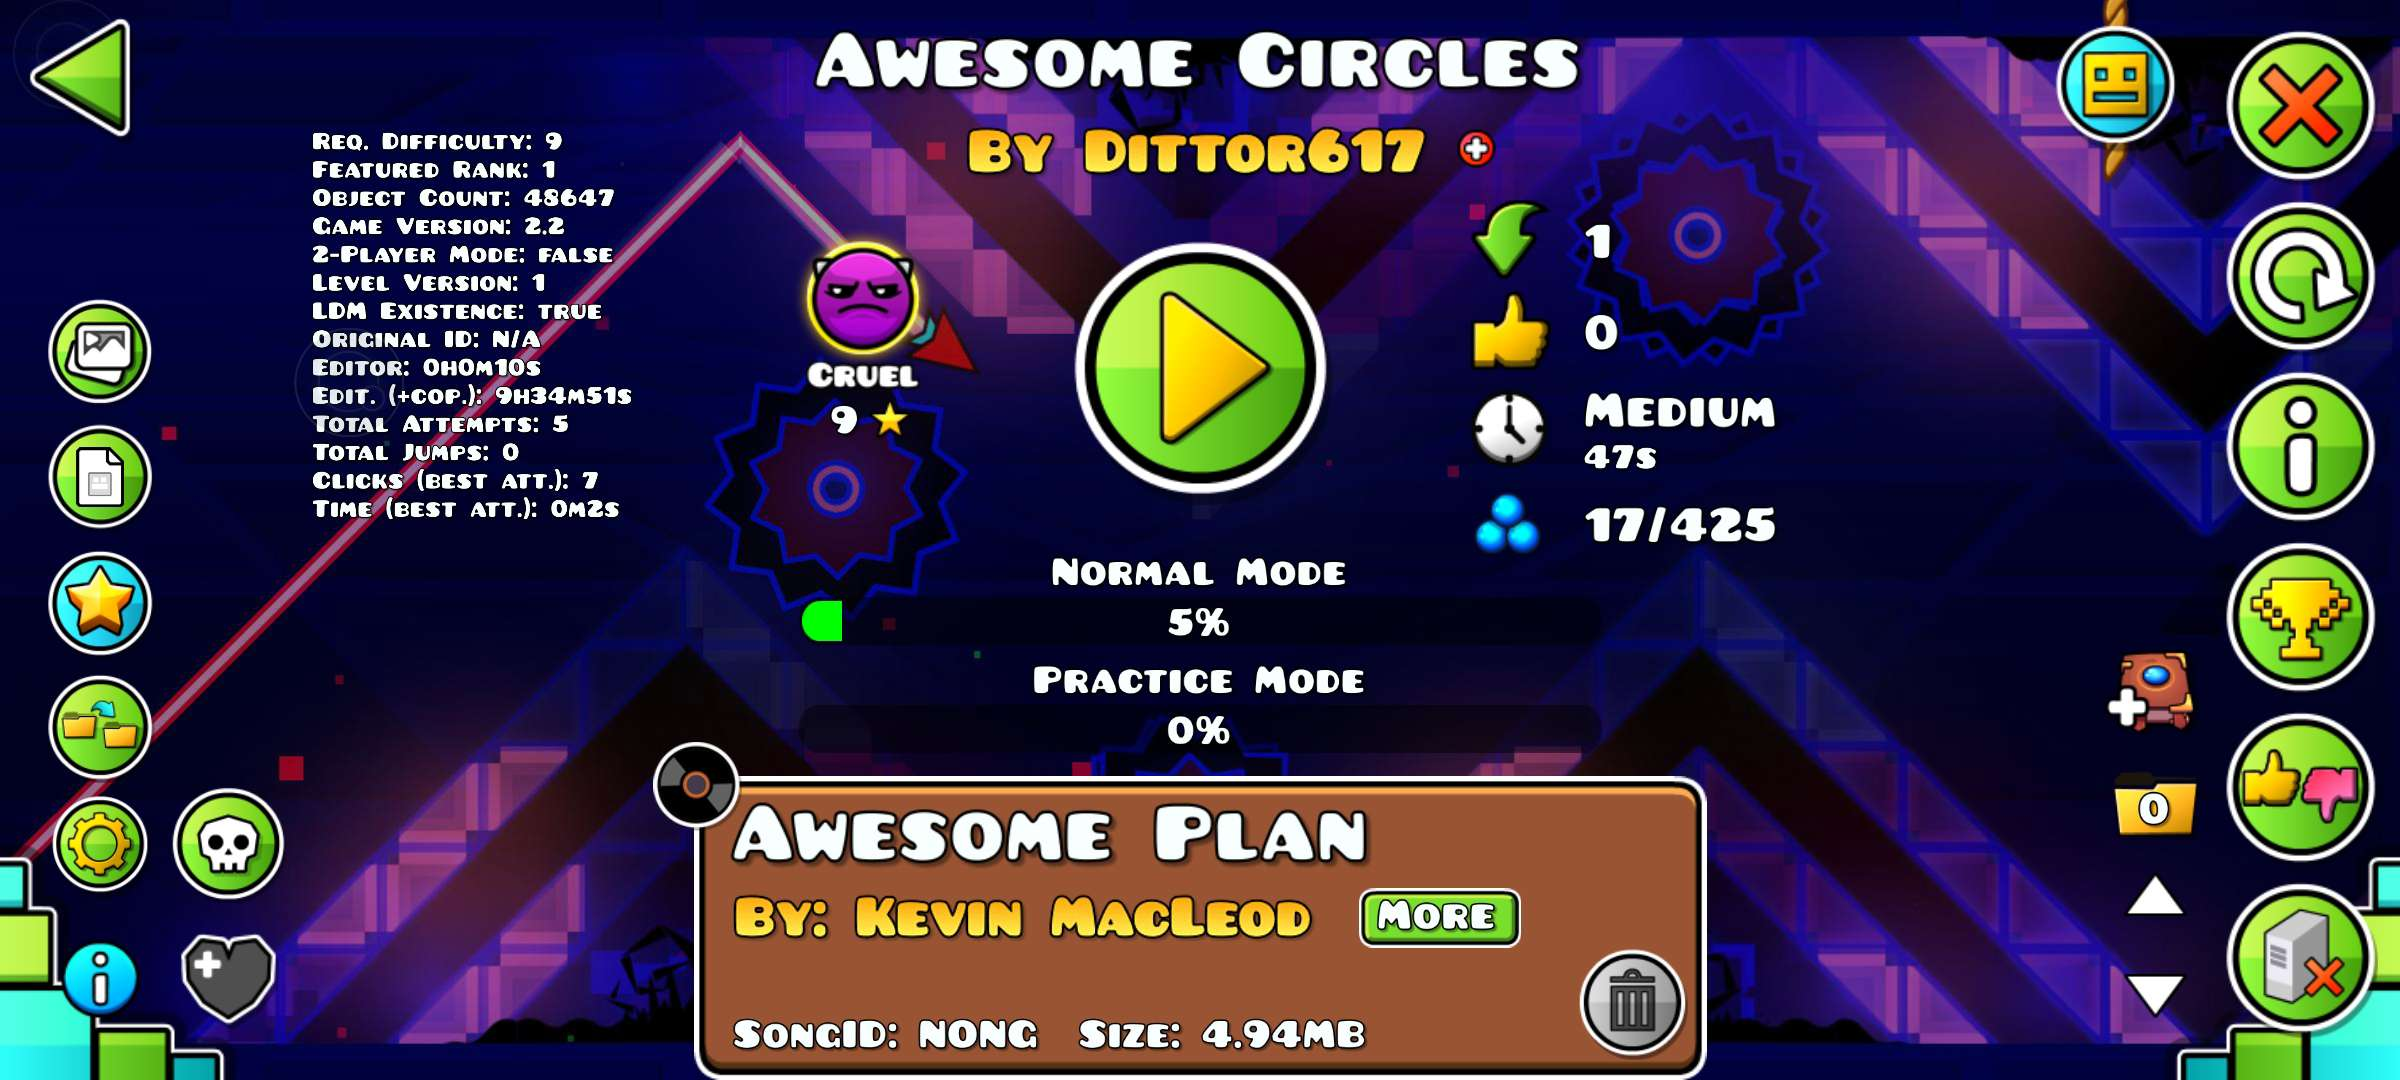 Awesome Circles
By Dittor617
Req. Difficulty: 9
Featured Rank: 1
Object Count: 48647
Game Version: 2.2
2-Player Mode: false
Level Version: 1
LDM Existence: true
Original ID: N/A
Editor: 0h0m10s
Edit. (+cop.): 9h34m51s
Total Attempts: 5
Total Jumps: 0
Clicks (best att.): 7
Time (best att.): 0m2s
Cruel
9
1
0
Medium
47s
17/425
Normal Mode
5%
Practice Mode
0%
Awesome Plan
By: Kevin MacLeod
More
SongID: NONG Size: 4.94MB
0